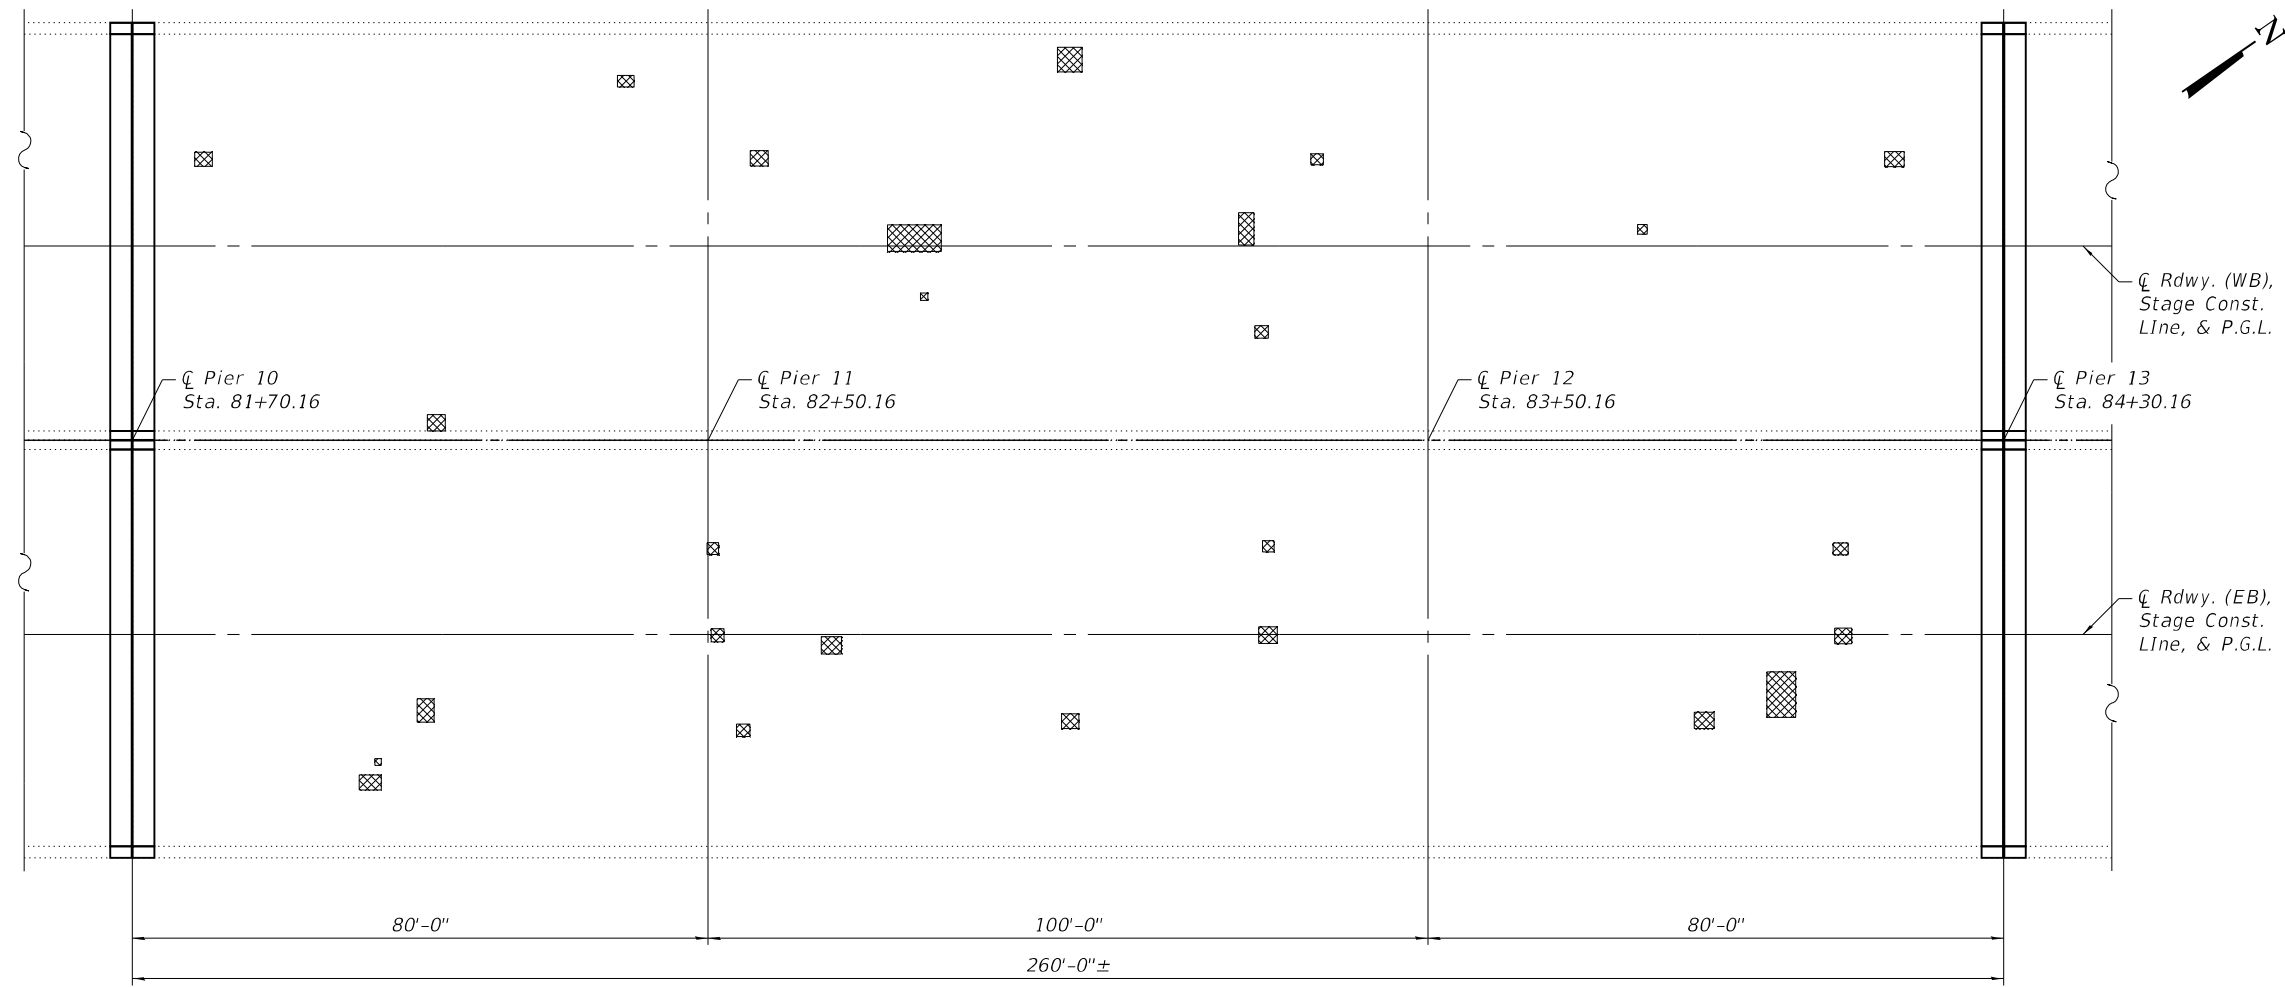 N
℄ Rdwy. (WB),
Stage Const.
LIne, & P.G.L.
℄ Pier 10
Sta. 81+70.16
℄ Pier 11
Sta. 82+50.16
℄ Pier 12
Sta. 83+50.16
℄ Pier 13
Sta. 84+30.16
℄ Rdwy. (EB),
Stage Const.
LIne, & P.G.L.
80'-0"
100'-0"
80'-0"
260'-0"±